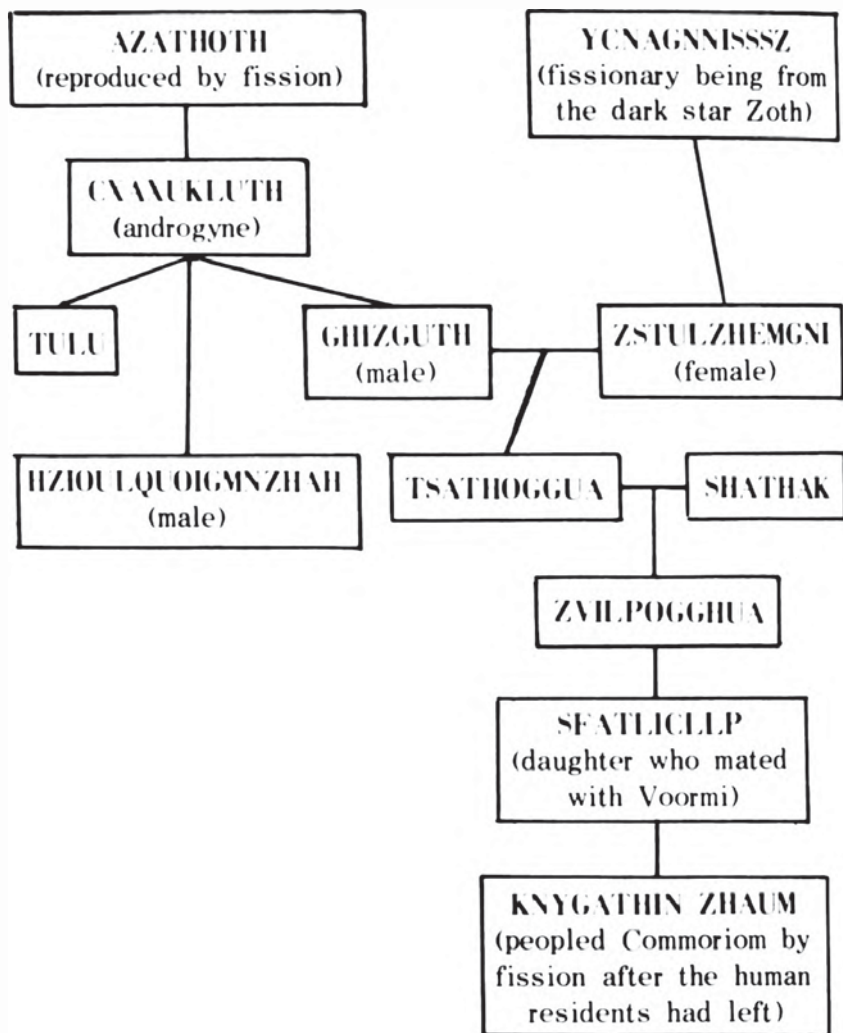 AZATHOTH
(reproduced by fission)
YCNAGNNISSSZ
(fissionary being from
the dark star Zoth)
CXAXUKLUTH
(androgyne)
TULU
GHIZGUTH
(male)
ZSTULZHEMGNI
(female)
HZIOULQUOIGMNZHAH
(male)
TSATHOGGUA
SHATHAK
ZVILPOGGHUA
SFATLICLLP
(daughter who mated
with Voormi)
KNYGATHIN ZHAUM
(peopled Commoriom by
fission after the human
residents had left)